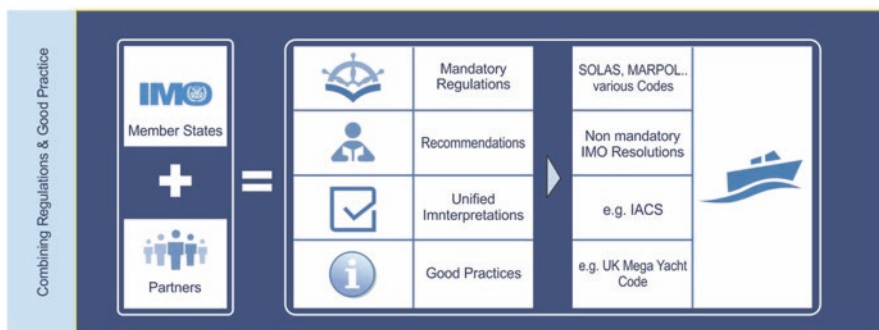 Combining Regulations & Good Practice
IMO
Member States
Partners
Mandatory
Regulations
Recommendations
Unified
Imnterpretations
Good Practices
SOLAS, MARPOL..
various Codes
Non mandatory
IMO Resolutions
e.g. IACS
e.g. UK Mega Yacht
Code